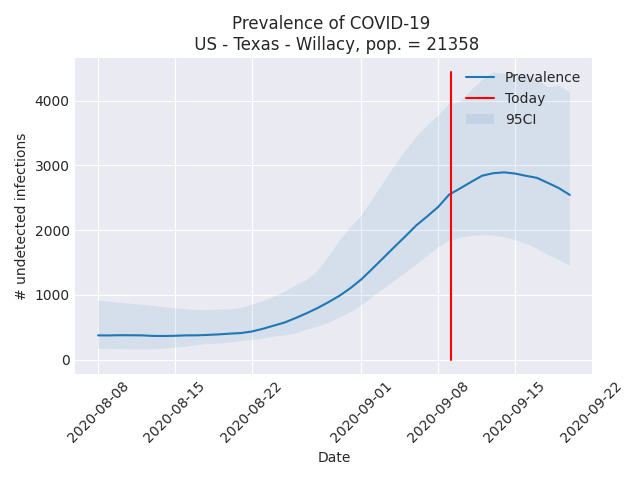 Prevalence of COVID-19
US - Texas - Willacy, pop. = 21358
Prevalence
Today
95CI
# undetected infections
4000
3000
2000
1000
0
2020-08-08
2020-08-15
2020-08-22
2020-09-01
2020-09-08
2020-09-15
2020-09-22
Date